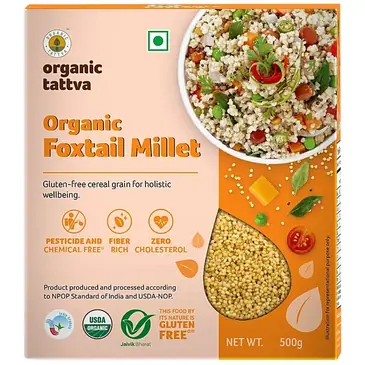 organic
tattva
Organic
Foxtail Millet
Gluten-free cereal grain for holistic
wellbeing.
PESTICIDE AND
CHEMICAL FREE*
FIBER
RICH
ZERO
CHOLESTEROL
Product produced and processed according
to NPOP Standard of India and USDA-NOP.
USDA
ORGANIC
Jaivik Bharat
THIS FOOD BY
ITS NATURE IS
GLUTEN
FREE
NET WT. 500g